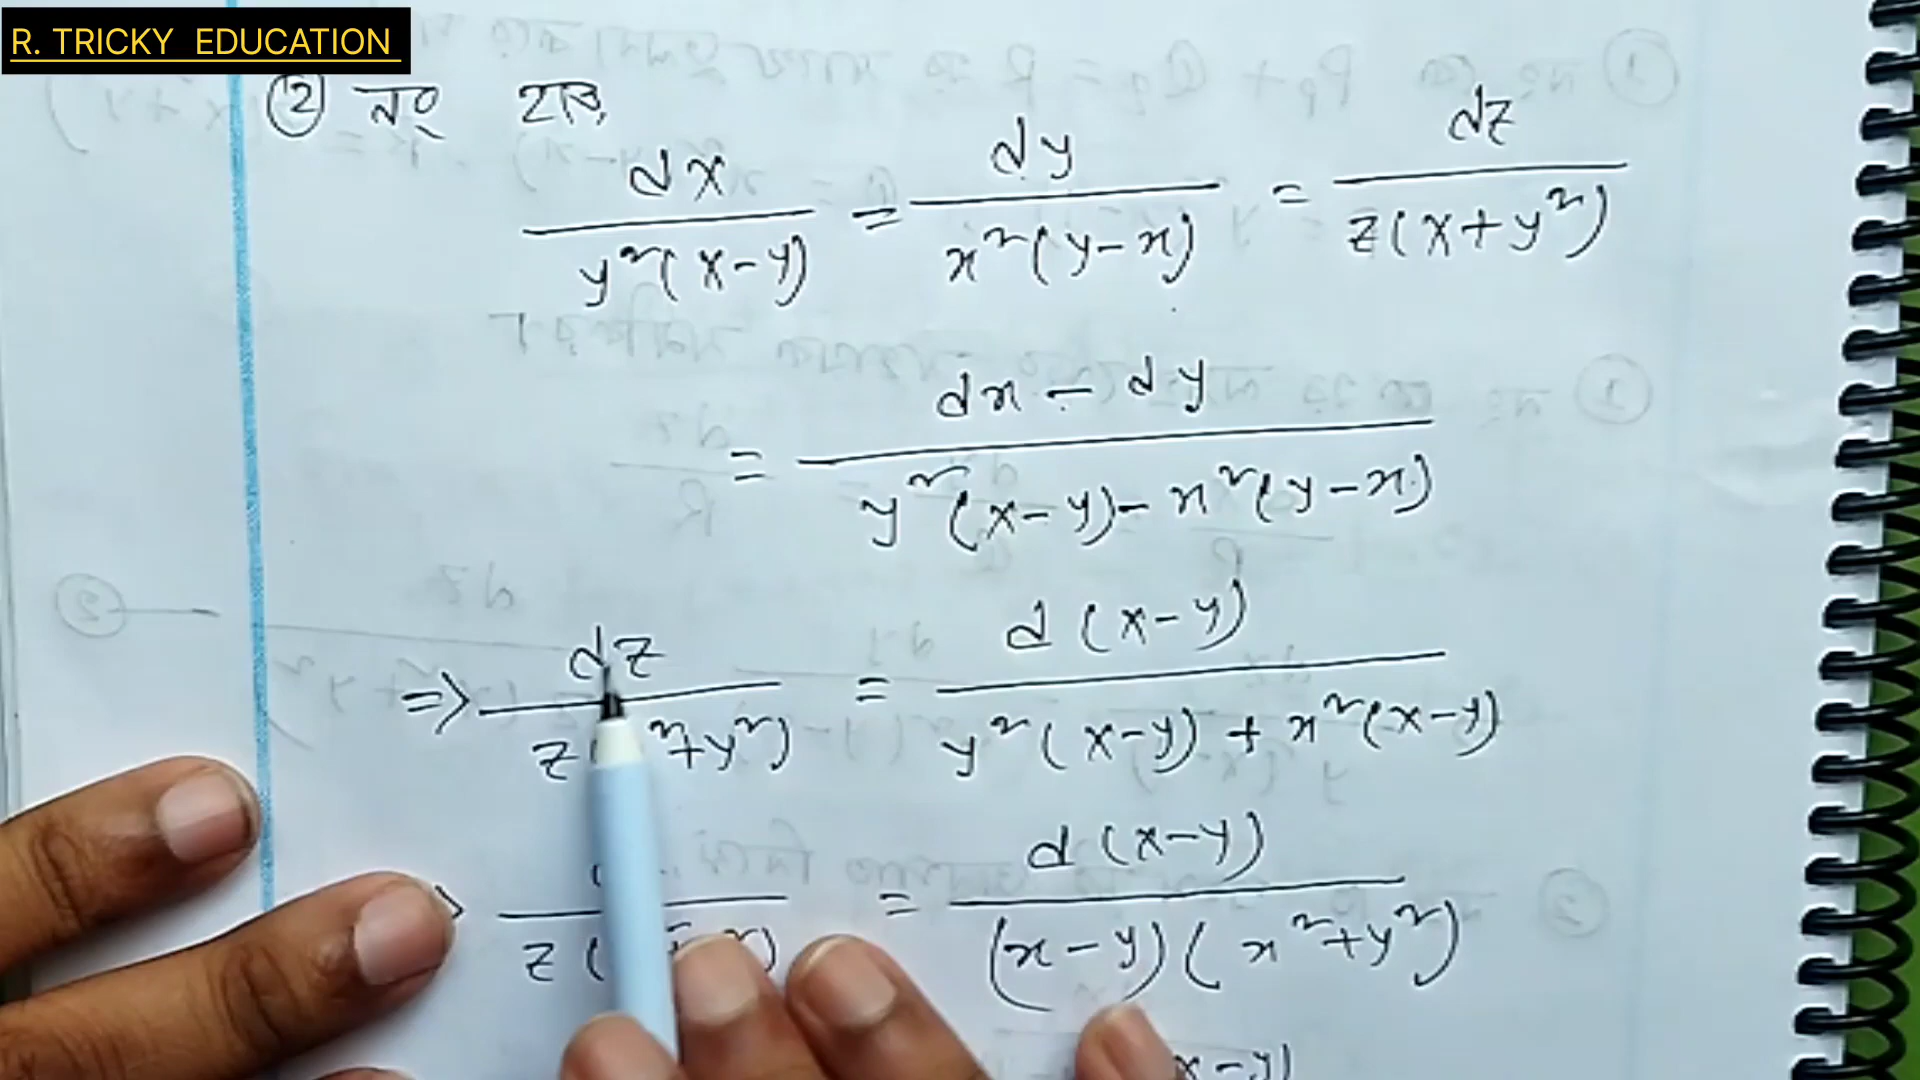 R. TRICKY EDUCATION
② নং হতে,
dx/(y²(x-y)) = dy/(x²(y-x)) = dz/(z(x+y²))
= (dx - dy)/(y²(x-y) - x²(y-x))
=> dz/(z( ²+y²)) = d(x-y)/(y²(x-y) + x²(x-y))
= d(x-y)/((x-y)(x²+y²))
x-y)